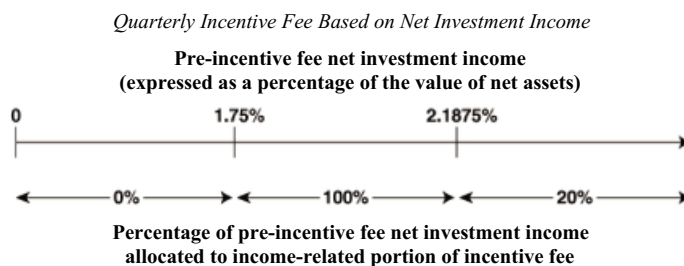 Quarterly Incentive Fee Based on Net Investment Income
Pre-incentive fee net investment income
(expressed as a percentage of the value of net assets)
0 1.75% 2.1875%
0% 100% 20%
Percentage of pre-incentive fee net investment income
allocated to income-related portion of incentive fee